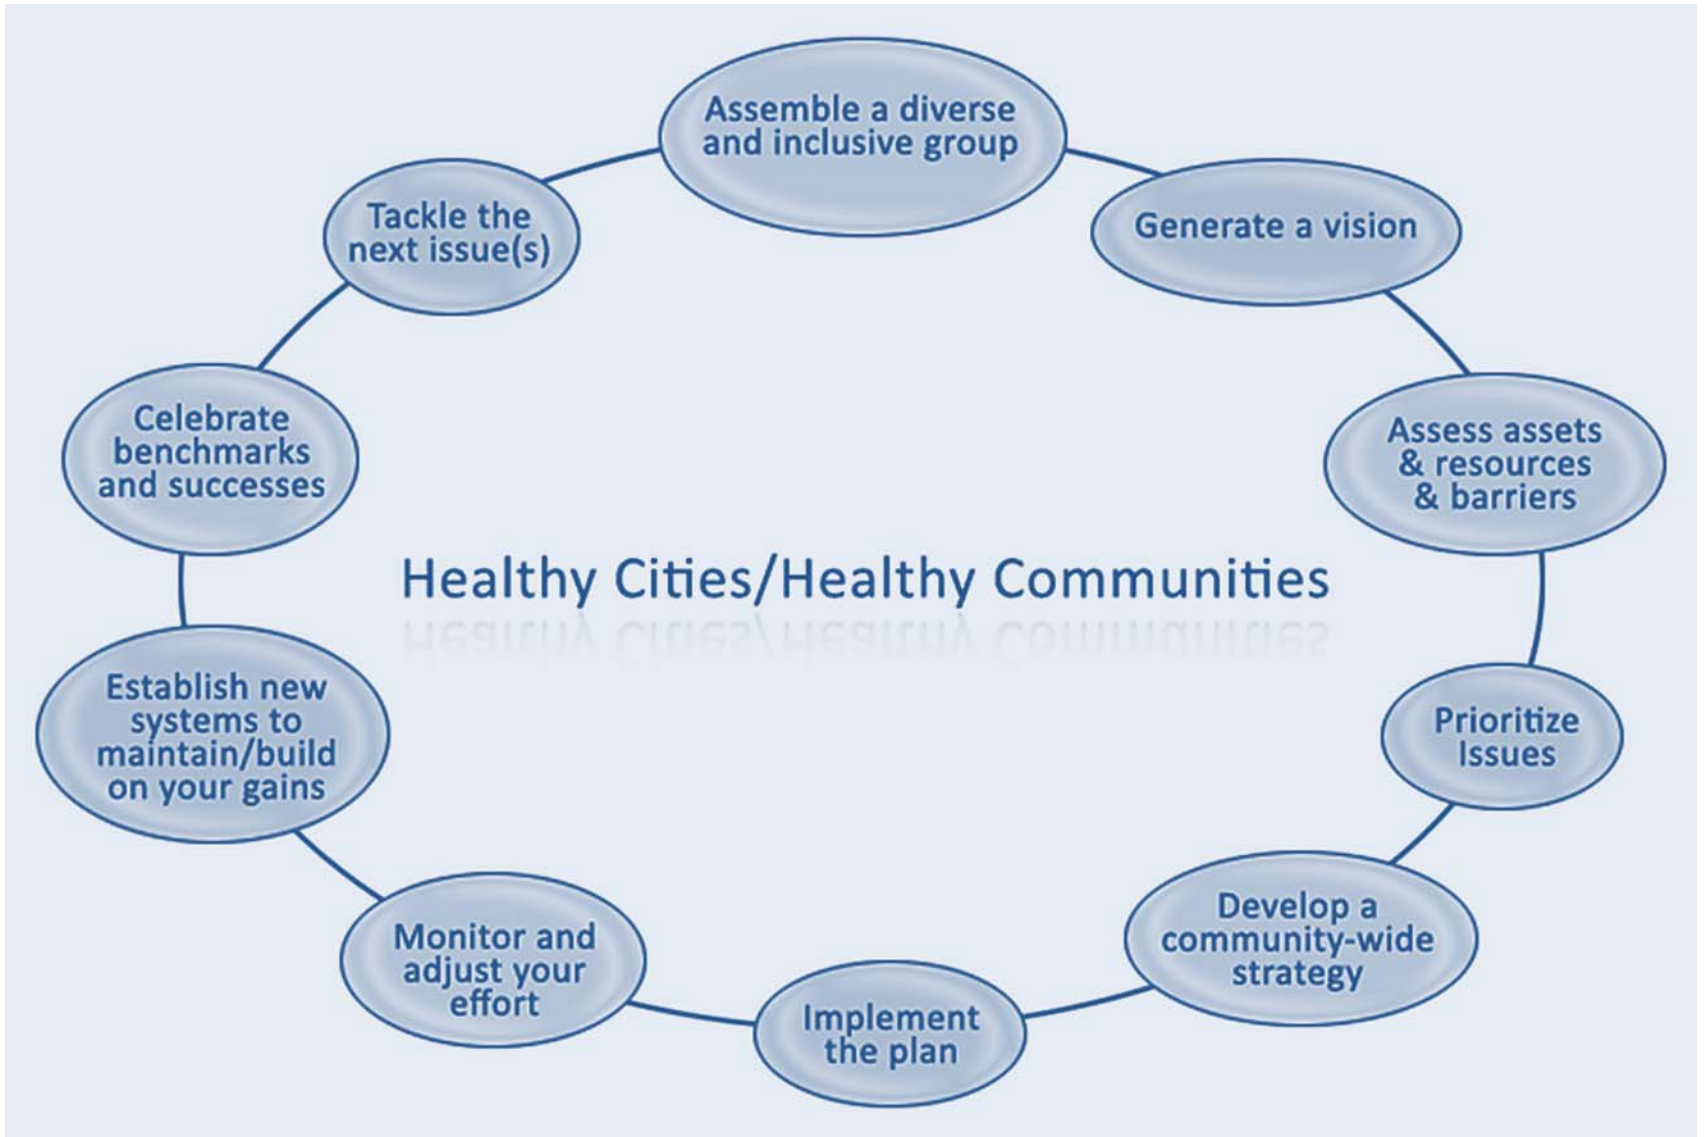 Assemble a diverse
and inclusive group
Generate a vision
Assess assets
& resources
& barriers
Prioritize
Issues
Develop a
community-wide
strategy
Implement
the plan
Monitor and
adjust your
effort
Establish new
systems to
maintain/build
on your gains
Celebrate
benchmarks
and successes
Tackle the
next issue(s)
Healthy Cities/Healthy Communities